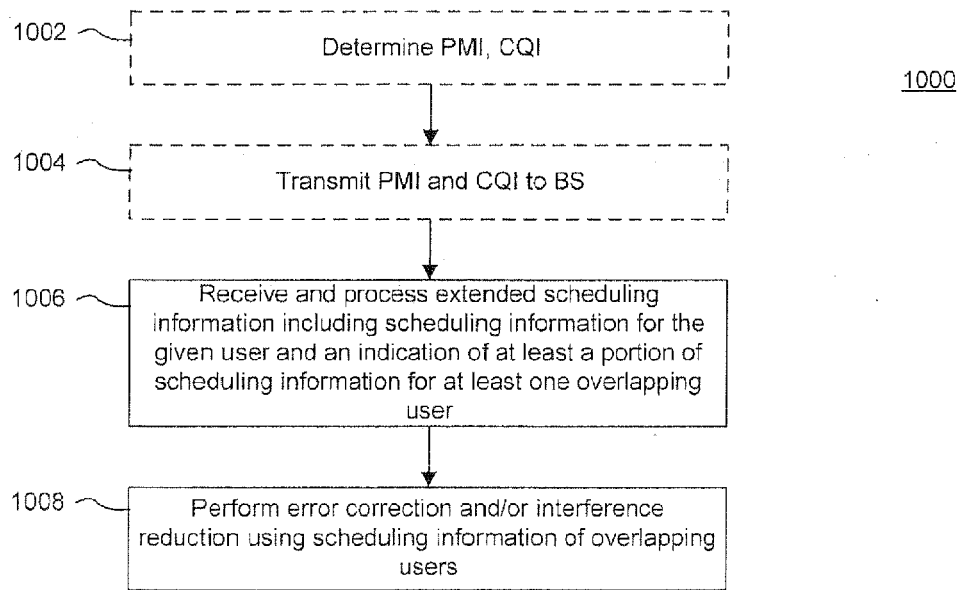 1002
Determine PMI, CQI
1000
1004
Transmit PMI and CQI to BS
1006
Receive and process extended scheduling
information including scheduling information for the
given user and an indication of at least a portion of
scheduling information for at least one overlapping
user
1008
Perform error correction and/or interference
reduction using scheduling information of overlapping
users